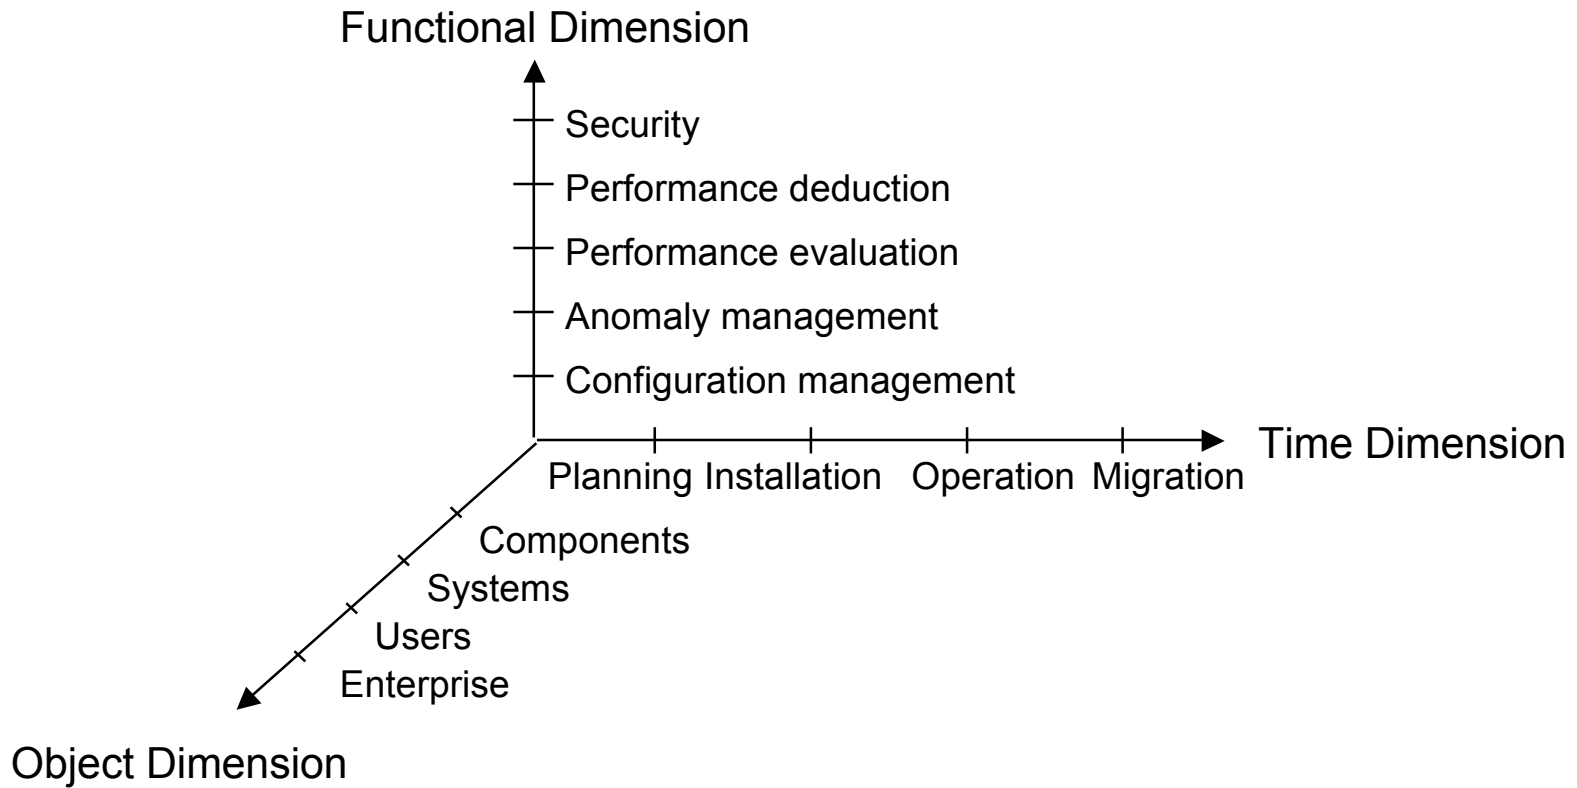 Functional Dimension
Security
Performance deduction
Performance evaluation
Anomaly management
Configuration management
Time Dimension
Planning Installation Operation Migration
Components
Systems
Users
Enterprise
Object Dimension